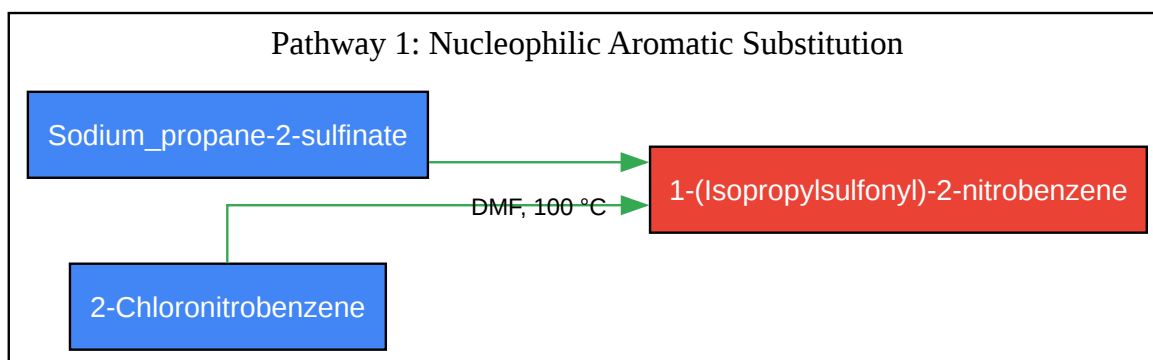 Pathway 1: Nucleophilic Aromatic Substitution
Sodium_propane-2-sulfinate
1-(Isopropylsulfonyl)-2-nitrobenzene
DMF, 100 °C
2-Chloronitrobenzene